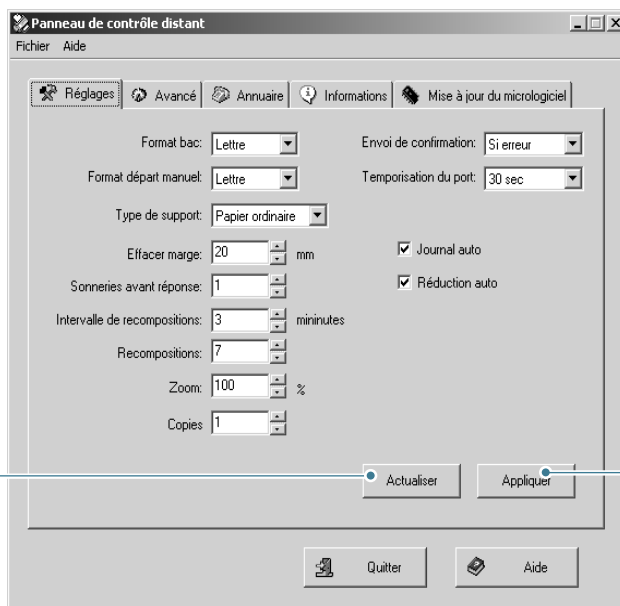 Panneau de contrôle distant
Fichier Aide
Réglages Avancé Annuaire Informations Mise à jour du micrologiciel
Format bac: Lettre Envoi de confirmation: Si erreur
Format départ manuel: Lettre Temporisation du port: 30 sec
Type de support: Papier ordinaire
Effacer marge: 20 mm Journal auto
Sonneries avant réponse: 1 Réduction auto
Intervalle de recompositions: 3 mininutes
Recompositions: 7
Zoom: 100 %
Copies 1
Actualiser Appliquer
Quitter Aide